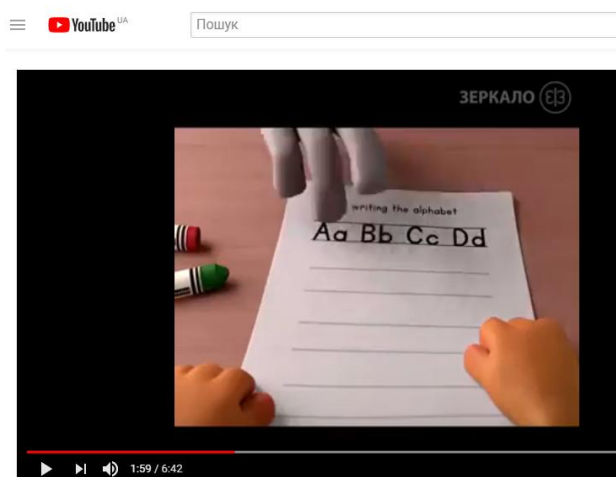 YouTube UA
Пошук
ЗЕРКАЛО
writing the alphabet
Aa Bb Cc Dd
1:59 / 6:42